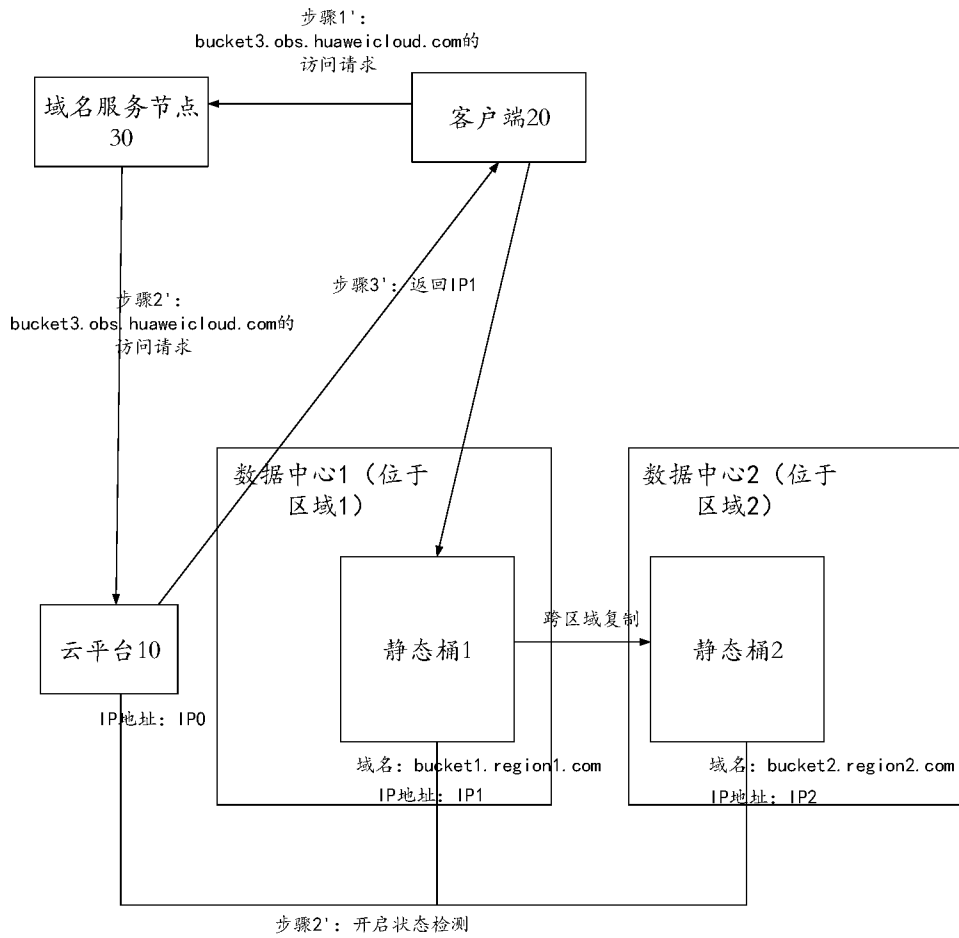 步骤1':
bucket3.obs.huaweicloud.com的
访问请求
域名服务节点
30
客户端20
步骤3':返回IP1
步骤2':
bucket3.obs.huaweicloud.com的
访问请求
数据中心1（位于
区域1）
数据中心2（位于
区域2）
云平台10
静态桶1
跨区域复制
静态桶2
IP地址:IP0
域名:bucket1.region1.com
IP地址:IP1
域名:bucket2.region2.com
IP地址:IP2
步骤2':开启状态检测